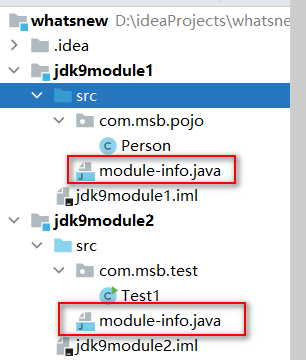 whatsnew D:\ideaProjects\whatsnew
.idea
jdk9module1
src
com.msb.pojo
Person
module-info.java
jdk9module1.iml
jdk9module2
src
com.msb.test
Test1
module-info.java
jdk9module2.iml